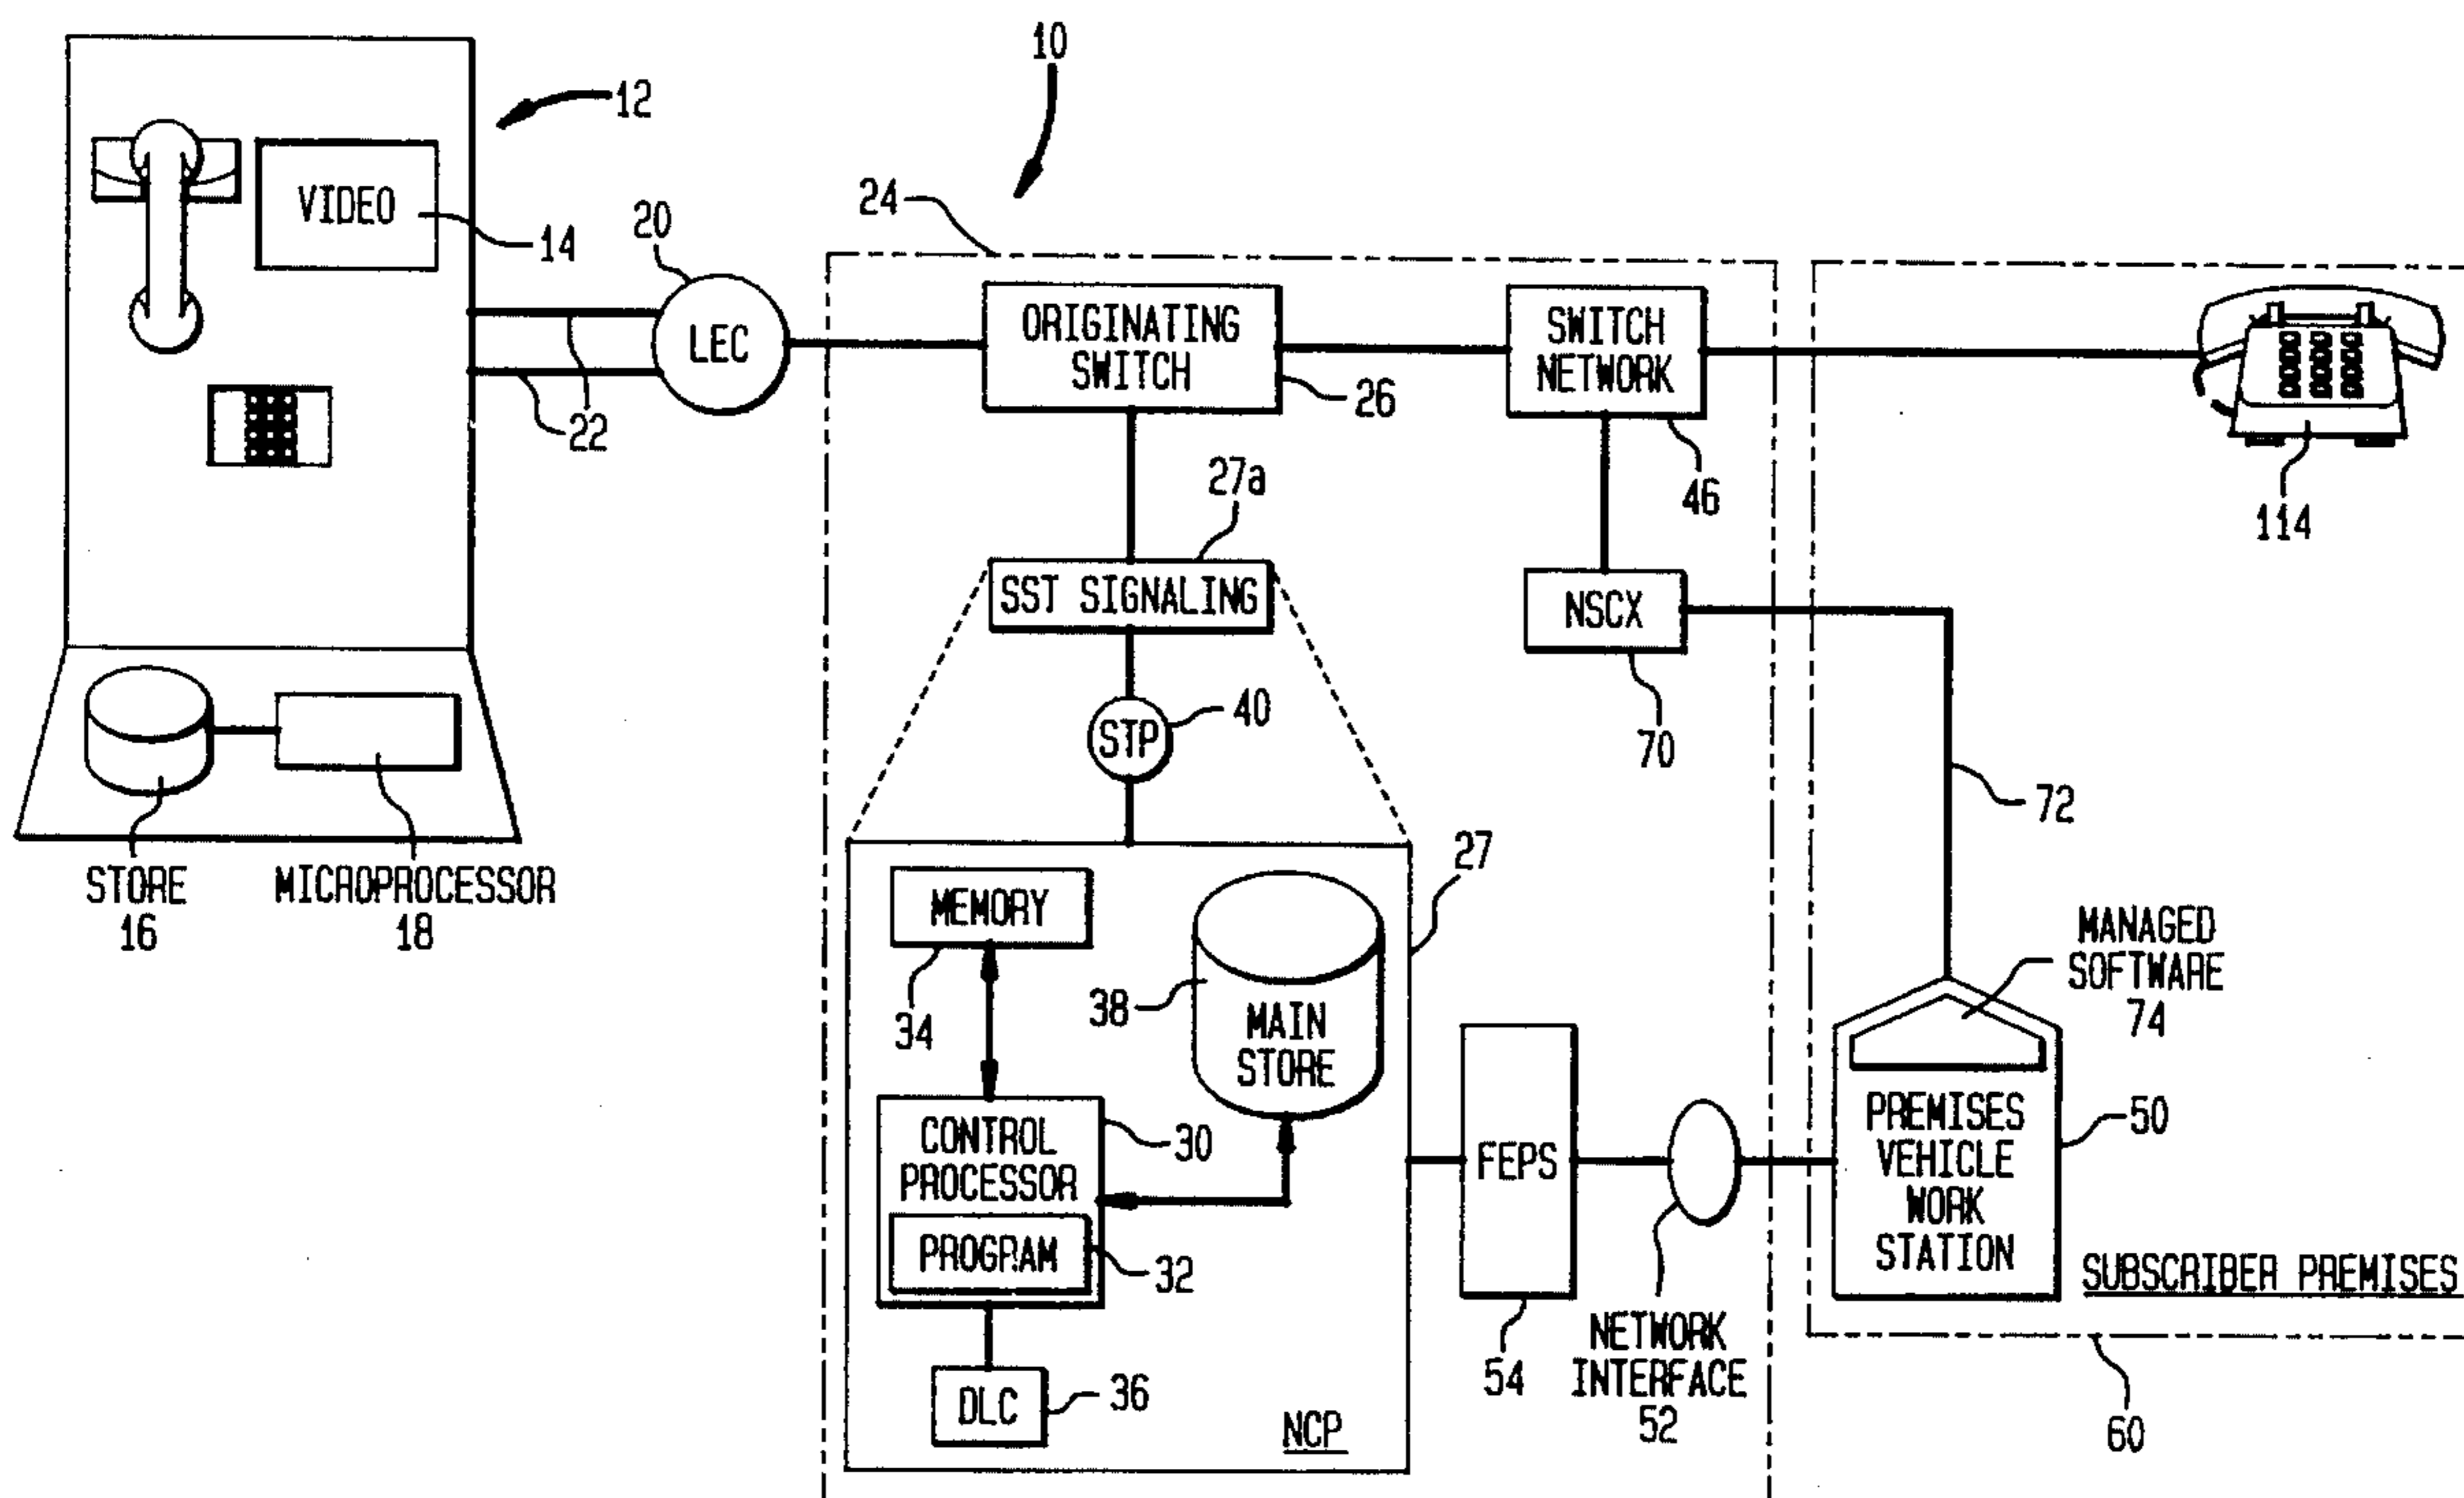 10
12
VIDEO
14
20
LEC
22
24
ORIGINATING
SWITCH
26
SWITCH
NETWORK
46
114
27a
SST SIGNALING
NSCX
70
STP
40
72
STORE
16
MICROPROCESSOR
18
27
MEMORY
34
38
MAIN
STORE
CONTROL
PROCESSOR
30
PROGRAM
32
DLC
36
NCP
FEPS
54
NETWORK
INTERFACE
52
MANAGED
SOFTWARE
74
PREMISES
VEHICLE
WORK
STATION
50
SUBSCRIBER PREMISES
60